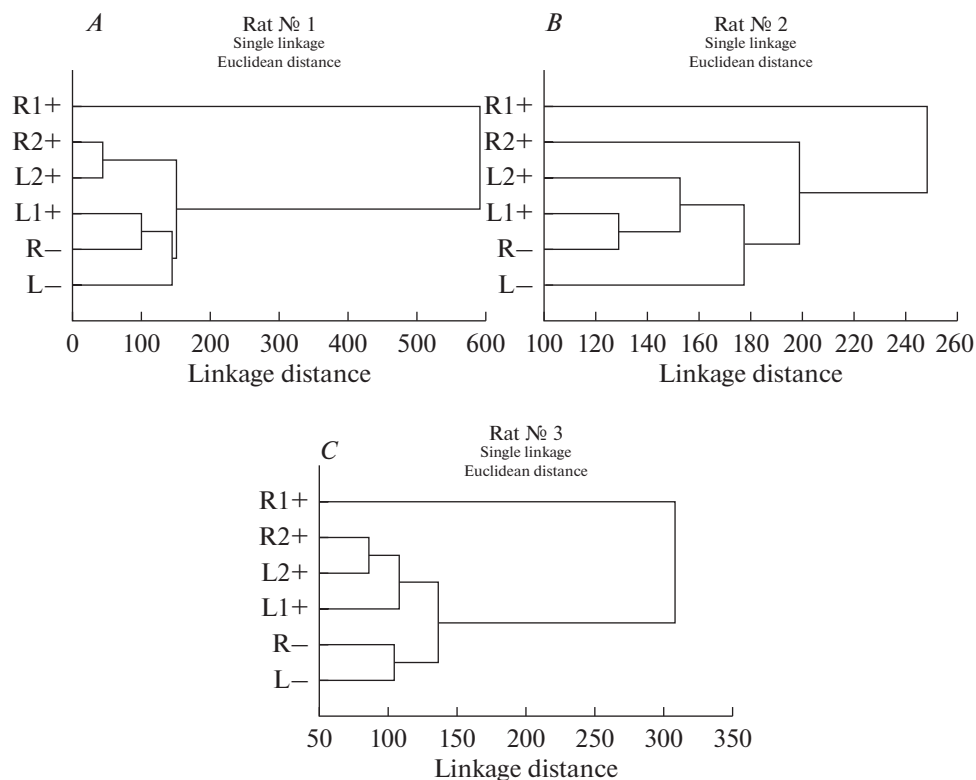 A
Rat № 1
Single linkage
Euclidean distance
R1+
R2+
L2+
L1+
R–
L–
0 100 200 300 400 500 600
Linkage distance
B
Rat № 2
Single linkage
Euclidean distance
R1+
R2+
L2+
L1+
R–
L–
100 120 140 160 180 200 220 240 260
Linkage distance
C
Rat № 3
Single linkage
Euclidean distance
R1+
R2+
L2+
L1+
R–
L–
50 100 150 200 250 300 350
Linkage distance